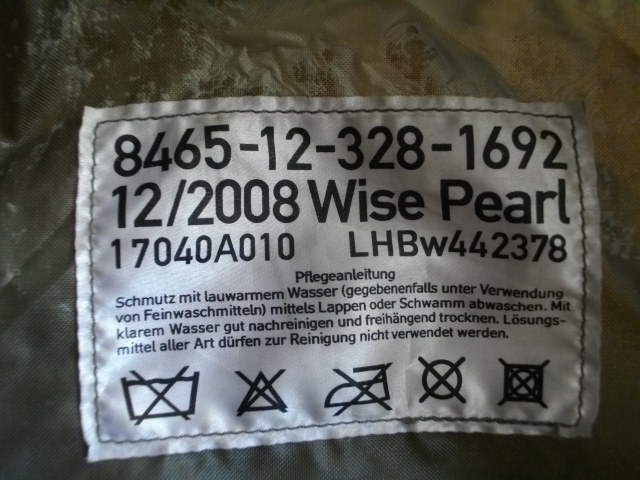 8465-12-328-1692
12/2008 Wise Pearl
17040A010 LHBw442378
Pflegeanleitung
Schmutz mit lauwarmem Wasser (gegebenenfalls unter Verwendung
von Feinwaschmitteln) mittels Lappen oder Schwamm abwaschen. Mit
klarem Wasser gut nachreinigen und freihängend trocknen. Lösungs-
mittel aller Art dürfen zur Reinigung nicht verwendet werden.